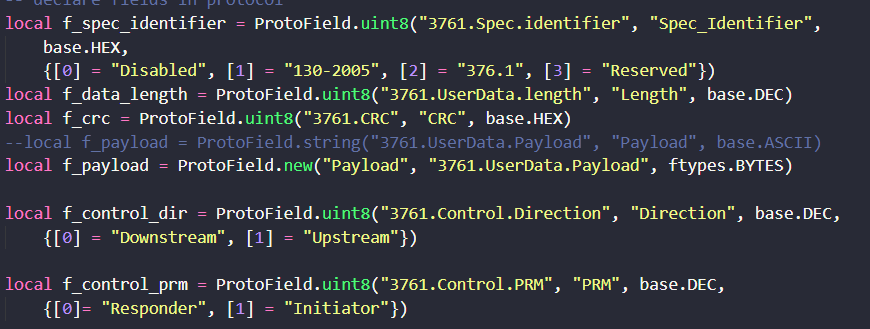 -- declare fields in protocol
local f_spec_identifier = ProtoField.uint8("3761.Spec.identifier", "Spec_Identifier",
    base.HEX,
    {[0] = "Disabled", [1] = "130-2005", [2] = "376.1", [3] = "Reserved"})
local f_data_length = ProtoField.uint8("3761.UserData.length", "Length", base.DEC)
local f_crc = ProtoField.uint8("3761.CRC", "CRC", base.HEX)
--local f_payload = ProtoField.string("3761.UserData.Payload", "Payload", base.ASCII)
local f_payload = ProtoField.new("Payload", "3761.UserData.Payload", ftypes.BYTES)

local f_control_dir = ProtoField.uint8("3761.Control.Direction", "Direction", base.DEC,
    {[0] = "Downstream", [1] = "Upstream"})

local f_control_prm = ProtoField.uint8("3761.Control.PRM", "PRM", base.DEC,
    {[0]= "Responder", [1] = "Initiator"})